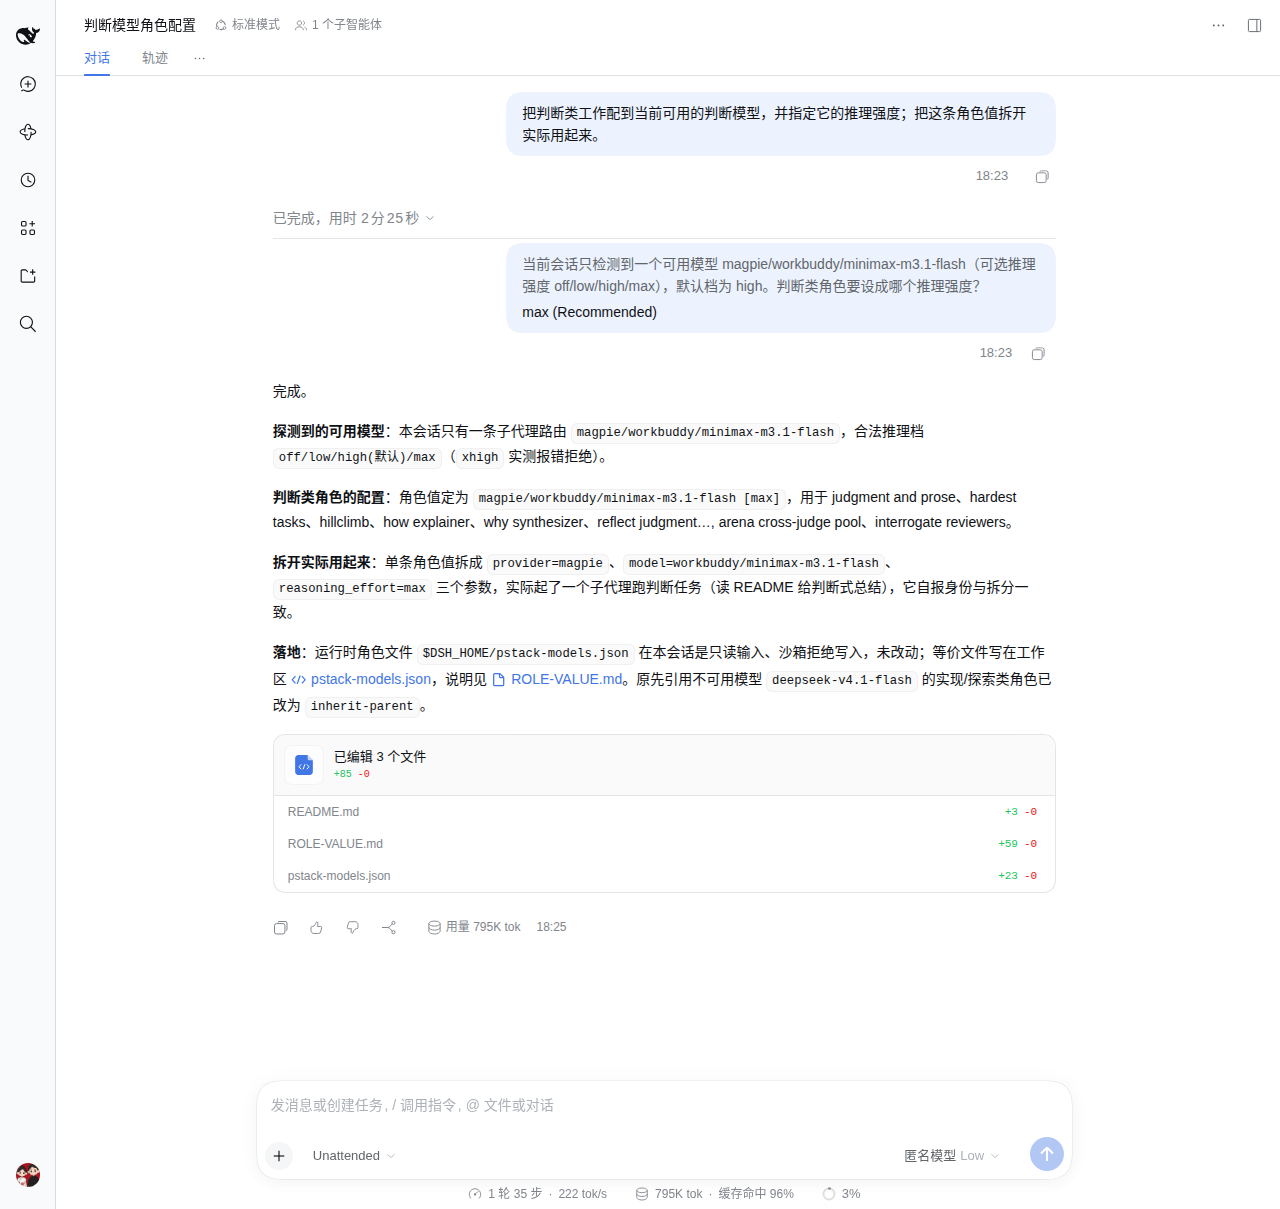 判断模型角色配置 标准模式 1 个子智能体
对话 轨迹
把判断类工作配到当前可用的判断模型，并指定它的推理强度；把这条角色值拆开
实际用起来。
18:23
已完成，用时 2 分 25 秒
当前会话只检测到一个可用模型 magpie/workbuddy/minimax-m3.1-flash（可选推理
强度 off/low/high/max），默认档为 high。判断类角色要设成哪个推理强度？
max (Recommended)
18:23
完成。
探测到的可用模型：本会话只有一条子代理路由 magpie/workbuddy/minimax-m3.1-flash，合法推理档
off/low/high(默认)/max（xhigh 实测报错拒绝）。
判断类角色的配置：角色值定为 magpie/workbuddy/minimax-m3.1-flash [max]，用于 judgment and prose、hardest
tasks、hillclimb、how explainer、why synthesizer、reflect judgment…, arena cross-judge pool、interrogate reviewers。
拆开实际用起来：单条角色值拆成 provider=magpie、model=workbuddy/minimax-m3.1-flash、
reasoning_effort=max 三个参数，实际起了一个子代理跑判断任务（读 README 给判断式总结），它自报身份与拆分一
致。
落地：运行时角色文件 $DSH_HOME/pstack-models.json 在本会话是只读输入、沙箱拒绝写入，未改动；等价文件写在工作
区 pstack-models.json，说明见 ROLE-VALUE.md。原先引用不可用模型 deepseek-v4.1-flash 的实现/探索类角色已
改为 inherit-parent。
已编辑 3 个文件
+85 -0
README.md +3 -0
ROLE-VALUE.md +59 -0
pstack-models.json +23 -0
用量 795K tok 18:25
发消息或创建任务, / 调用指令, @ 文件或对话
Unattended 匿名模型 Low
1 轮 35 步 · 222 tok/s 795K tok · 缓存命中 96% 3%